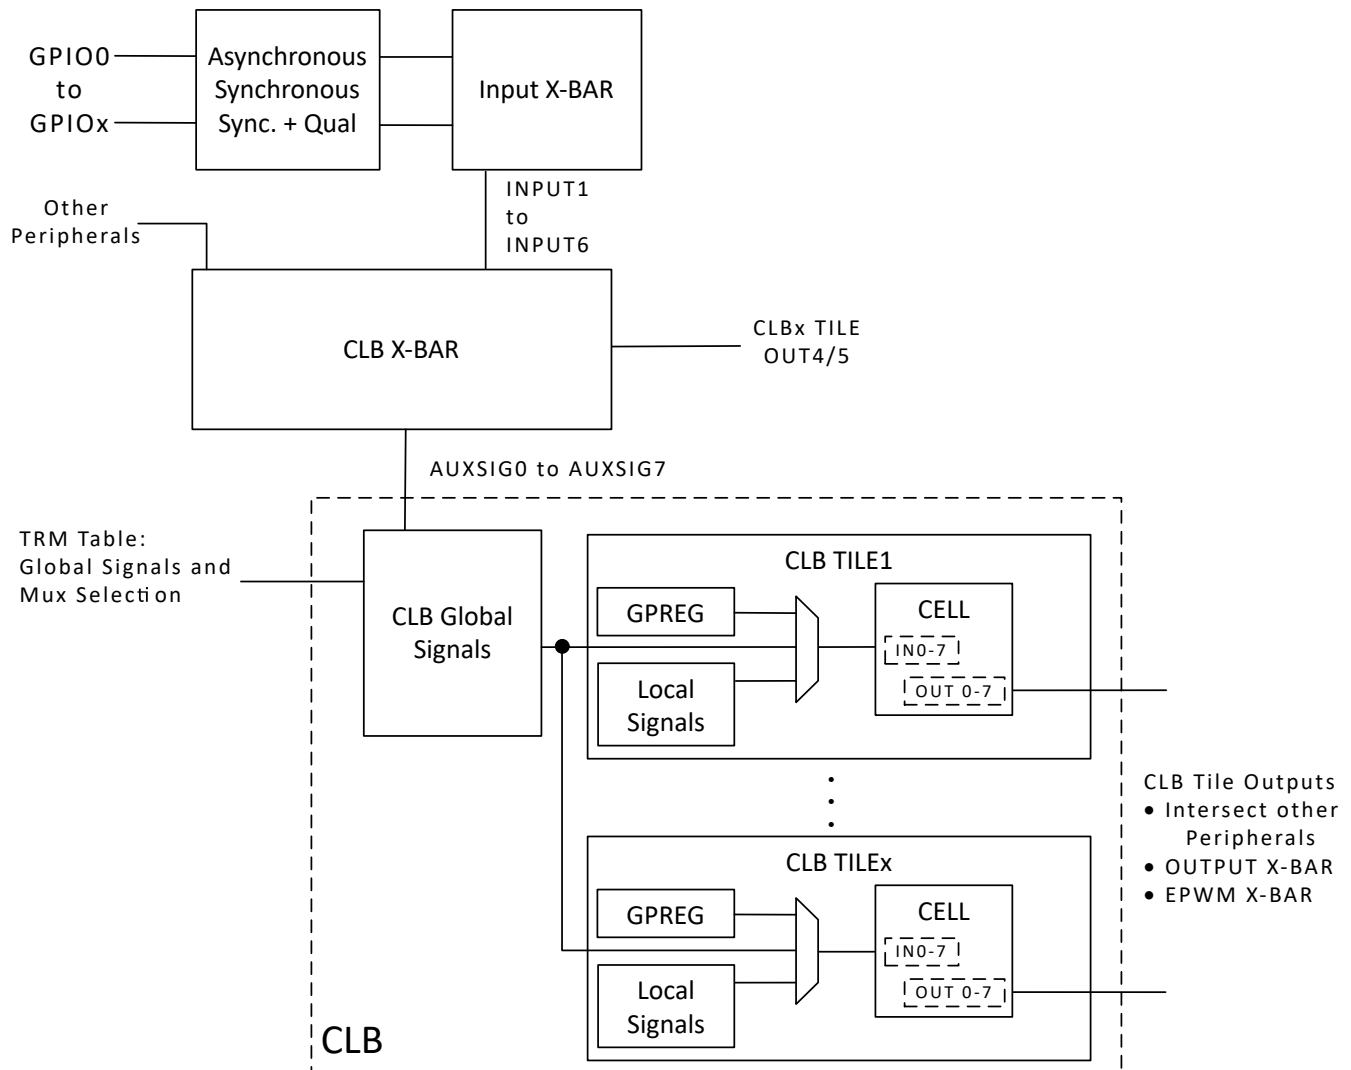 GPIO0
to
GPIOx
Asynchronous
Synchronous
Sync. + Qual
Input X-BAR
INPUT1
to
INPUT6
Other
Peripherals
CLB X-BAR
CLBx TILE
OUT4/5
AUXSIG0 to AUXSIG7
TRM Table:
Global Signals and
Mux Selection
CLB Global
Signals
CLB TILE1
GPREG
Local
Signals
CELL
IN0-7
OUT 0-7
CLB Tile Outputs
• Intersect other
Peripherals
• OUTPUT X-BAR
• EPWM X-BAR
CLB TILEx
GPREG
Local
Signals
CELL
IN0-7
OUT 0-7
CLB